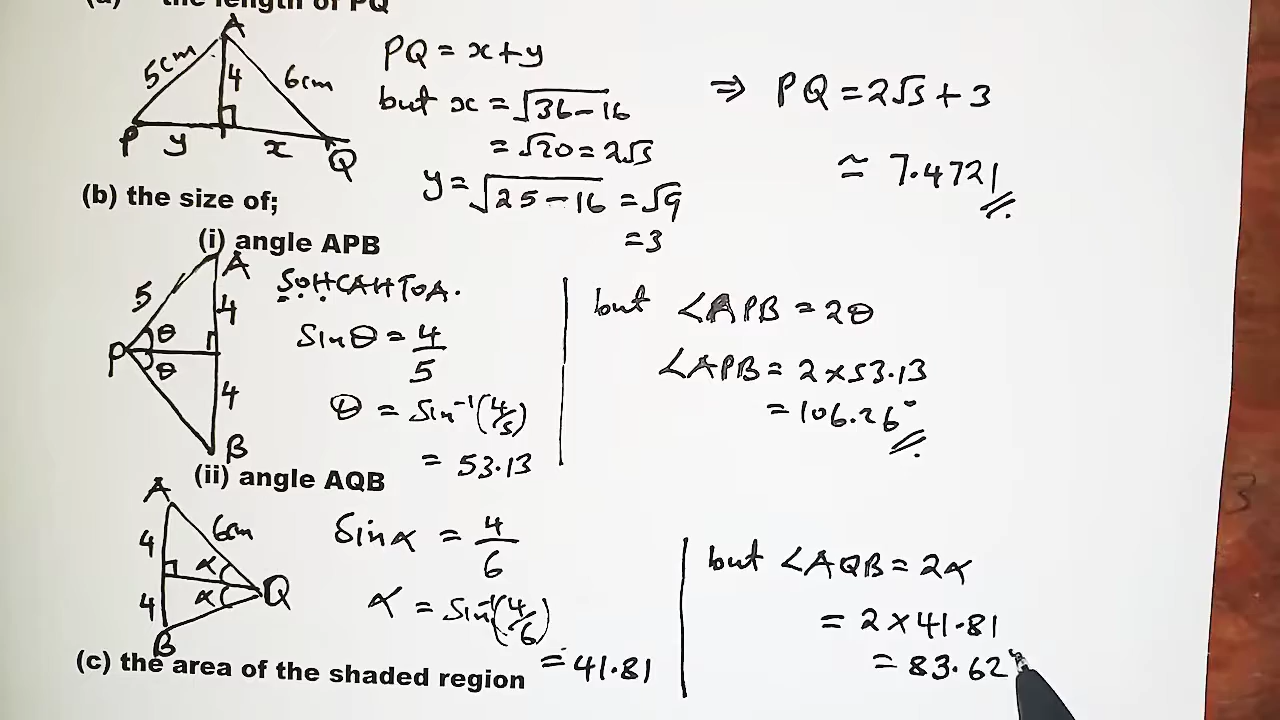 (a) the length of PQ
A
5cm
4
6cm
P
y
x
Q
PQ = x+y
but x = √36-16
= √20 = 2√5
y = √25-16 = √9
= 3
⇒ PQ = 2√5 + 3
≃ 7.4721
(b) the size of;
(i) angle APB
A
5
4
θ
P
θ
4
B
SOHCAHTOA.
Sinθ = 4/5
θ = Sin⁻¹(4/5)
= 53.13
but ∠APB = 2θ
∠APB = 2×53.13
= 106.26°
(ii) angle AQB
A
4
6cm
α
α
Q
4
B
Sinα = 4/6
α = Sin⁻¹(4/6)
= 41.81
but ∠AQB = 2α
= 2×41.81
= 83.62°
(c) the area of the shaded region